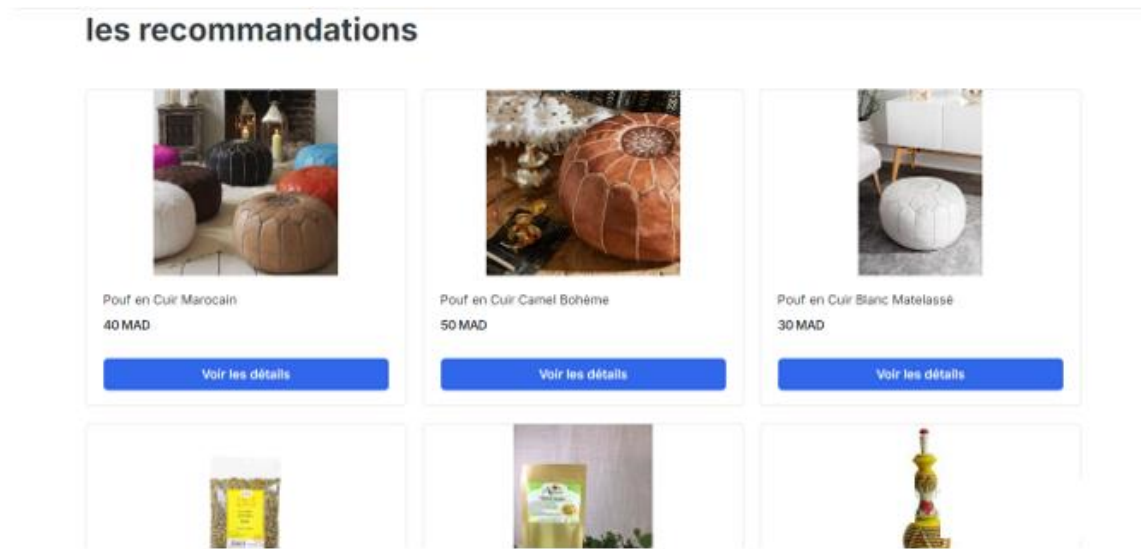 les recommandations
Pouf en Cuir Marocain
40 MAD
Voir les détails
Pouf en Cuir Camel Bohème
50 MAD
Voir les détails
Pouf en Cuir Blanc Matelassé
30 MAD
Voir les détails